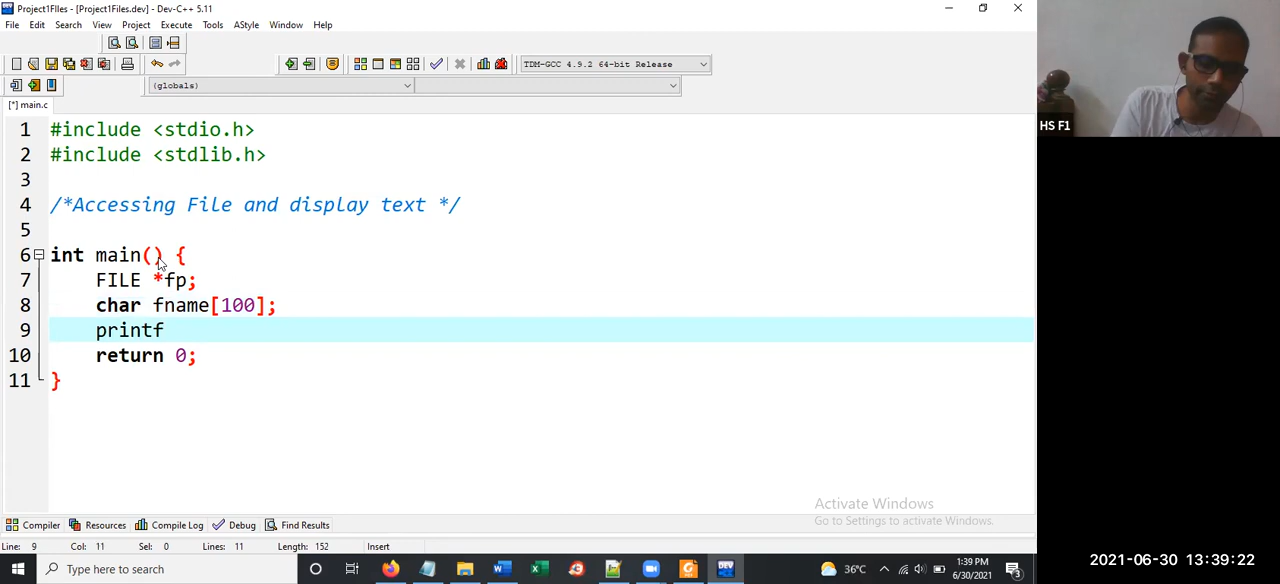 Project1FIles - [Project1Files.dev] - Dev-C++ 5.11
File Edit Search View Project Execute Tools AStyle Window Help
TDM-GCC 4.9.2 64-bit Release
(globals)
[*] main.c
1 #include <stdio.h>
2 #include <stdlib.h>
3
4 /*Accessing File and display text */
5
6 int main() {
7 FILE *fp;
8 char fname[100];
9 printf
10 return 0;
11 }
HS F1
Activate Windows
Go to Settings to activate Windows.
Compiler Resources Compile Log Debug Find Results
Line: 9 Col: 11 Sel: 0 Lines: 11 Length: 152 Insert
Type here to search
DEV
36°C
1:39 PM
6/30/2021
3
2021-06-30 13:39:22